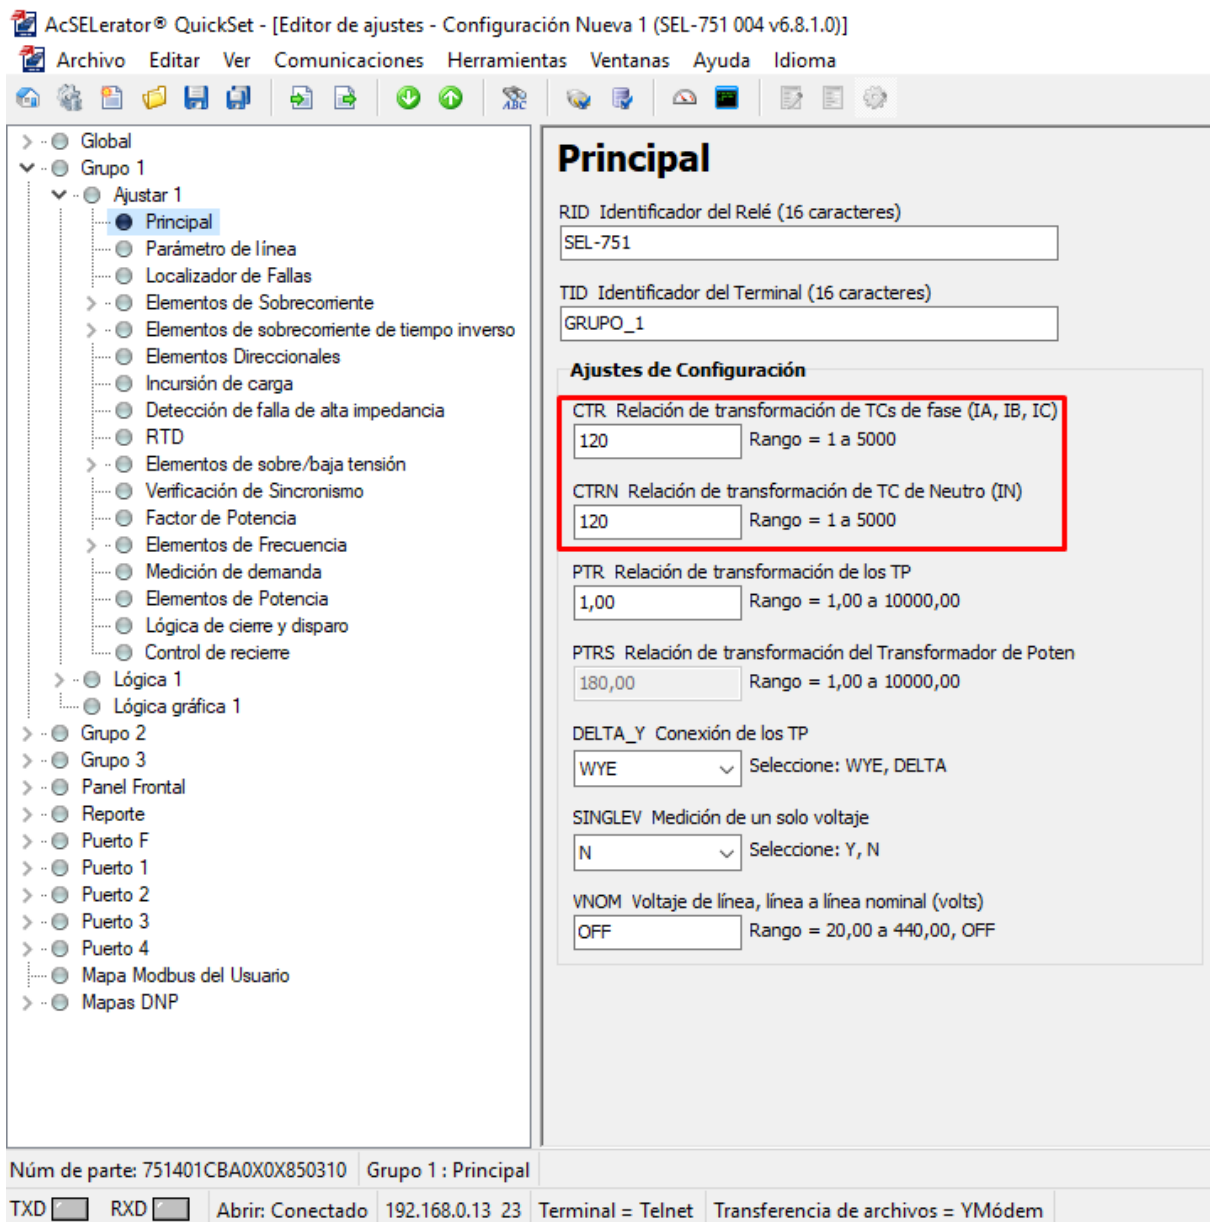 AcSELerator® QuickSet - [Editor de ajustes - Configuración Nueva 1 (SEL-751 004 v6.8.1.0)]
Archivo Editar Ver Comunicaciones Herramientas Ventanas Ayuda Idioma
ABC
Global
Grupo 1
Ajustar 1
Principal
Parámetro de línea
Localizador de Fallas
Elementos de Sobrecorriente
Elementos de sobrecorriente de tiempo inverso
Elementos Direccionales
Incursión de carga
Detección de falla de alta impedancia
RTD
Elementos de sobre/baja tensión
Verificación de Sincronismo
Factor de Potencia
Elementos de Frecuencia
Medición de demanda
Elementos de Potencia
Lógica de cierre y disparo
Control de recierre
Lógica 1
Lógica gráfica 1
Grupo 2
Grupo 3
Panel Frontal
Reporte
Puerto F
Puerto 1
Puerto 2
Puerto 3
Puerto 4
Mapa Modbus del Usuario
Mapas DNP
Principal
RID Identificador del Relé (16 caracteres)
SEL-751
TID Identificador del Terminal (16 caracteres)
GRUPO_1
Ajustes de Configuración
CTR Relación de transformación de TCs de fase (IA, IB, IC)
120 Rango = 1 a 5000
CTRN Relación de transformación de TC de Neutro (IN)
120 Rango = 1 a 5000
PTR Relación de transformación de los TP
1,00 Rango = 1,00 a 10000,00
PTRS Relación de transformación del Transformador de Poten
180,00 Rango = 1,00 a 10000,00
DELTA_Y Conexión de los TP
WYE Seleccione: WYE, DELTA
SINGLEV Medición de un solo voltaje
N Seleccione: Y, N
VNOM Voltaje de línea, línea a línea nominal (volts)
OFF Rango = 20,00 a 440,00, OFF
Núm de parte: 751401CBA0X0X850310 Grupo 1 : Principal
TXD RXD Abrir: Conectado 192.168.0.13 23 Terminal = Telnet Transferencia de archivos = YMódem